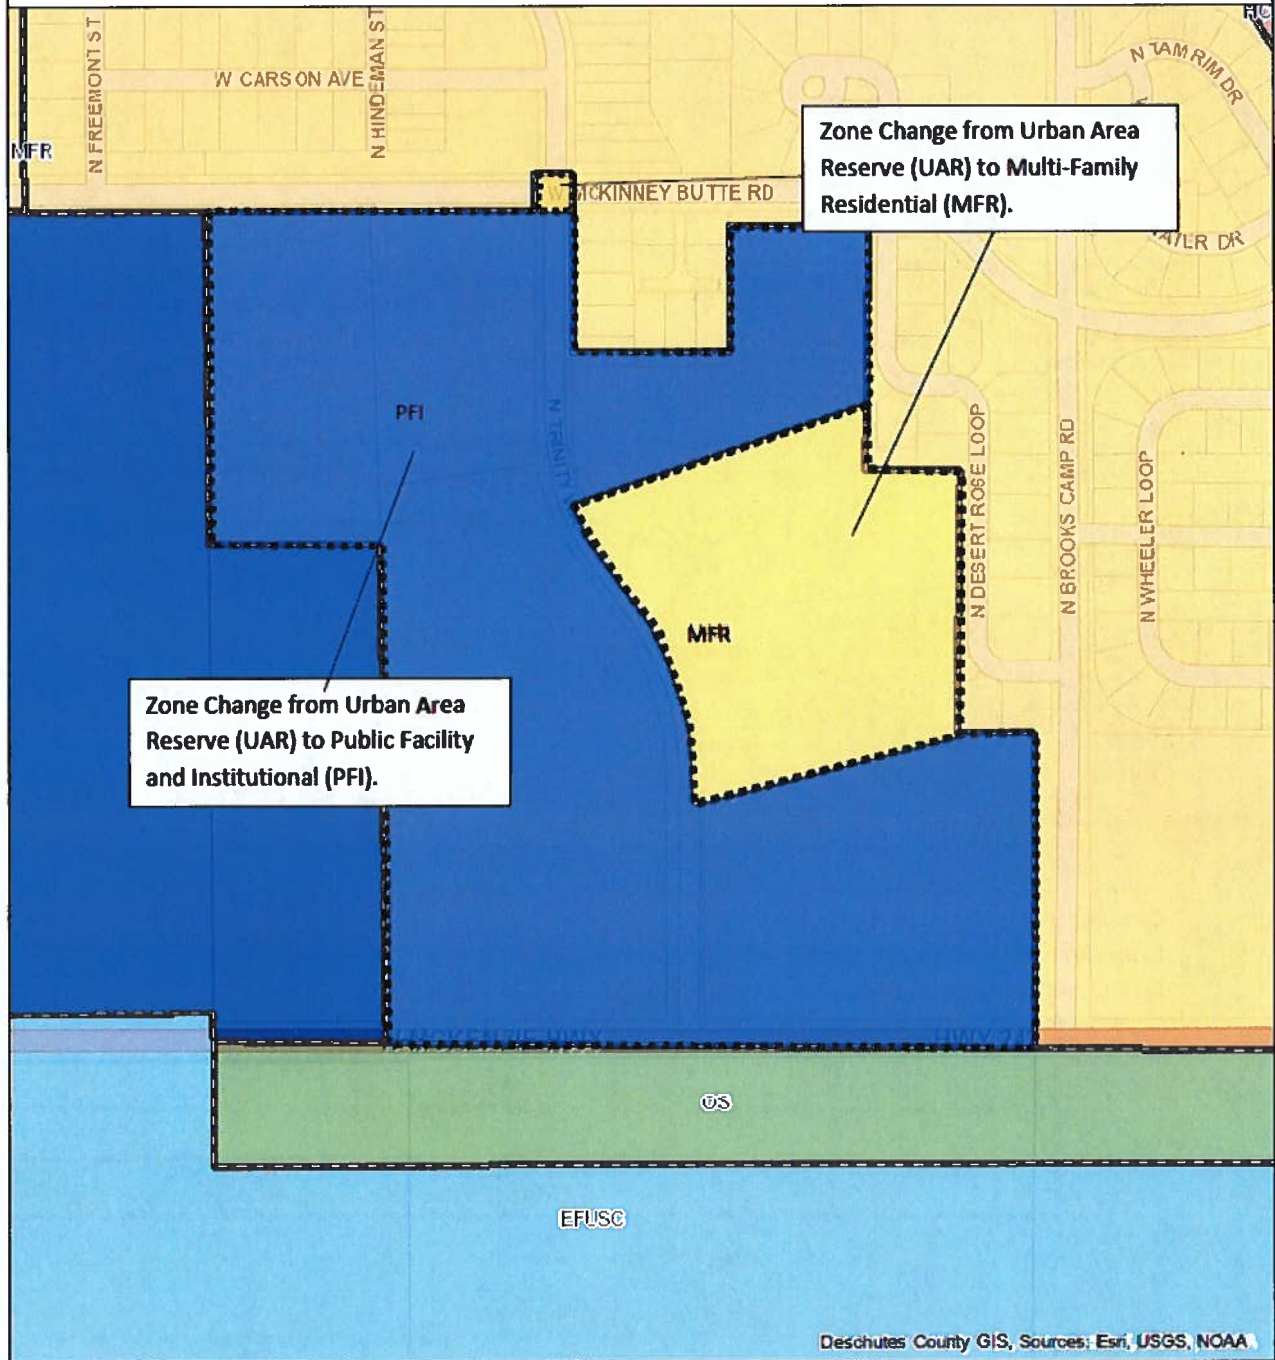 N FREEMONT ST
W CARSON AVE
N HINDEMAN ST
N TAM RIM DR
MFR
Zone Change from Urban Area
Reserve (UAR) to Multi-Family
Residential (MFR).
W MCKINNEY BUTTE RD
PFI
N TRINITY
N DESERT ROSE LOOP
N BROOKS CAMP RD
N WHEELER LOOP
MFR
Zone Change from Urban Area
Reserve (UAR) to Public Facility
and Institutional (PFI).
MCKENZIE HWY
OS
EFUSC
Deschutes County GIS, Sources: Esri, USGS, NOAA